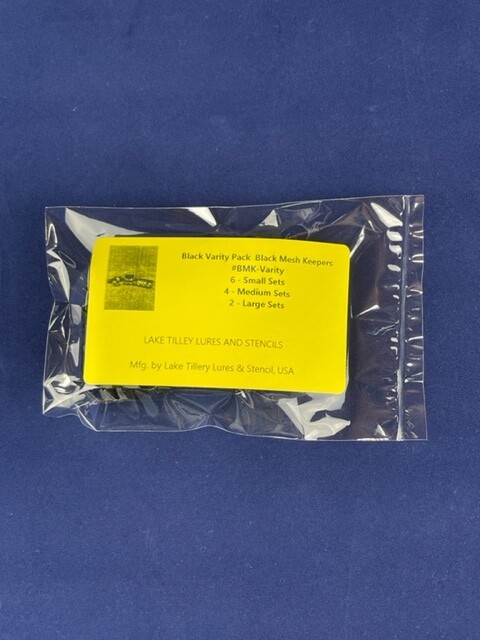 Black Varity Pack Black Mesh Keepers
#BMK-Varity
6 - Small Sets
4 - Medium Sets
2 - Large Sets
LAKE TILLEY LURES AND STENCILS
Mfg. by Lake Tillery Lures & Stencil, USA